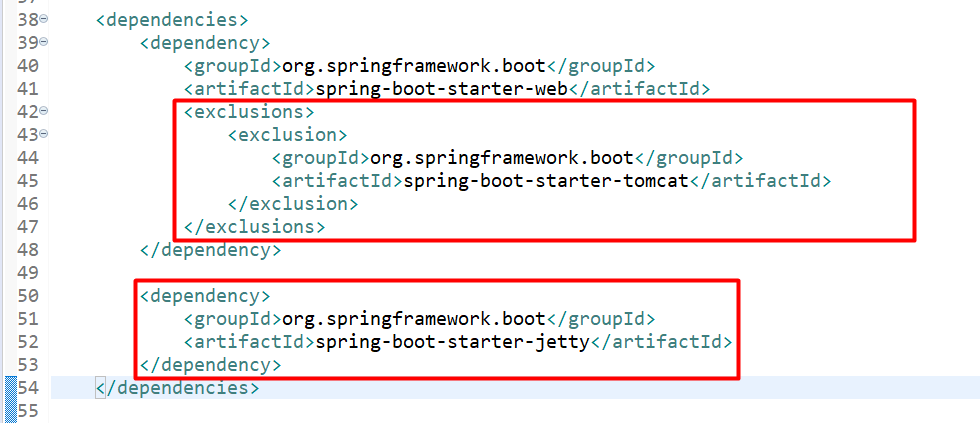 38 <dependencies>
39 <dependency>
40 <groupId>org.springframework.boot</groupId>
41 <artifactId>spring-boot-starter-web</artifactId>
42 <exclusions>
43 <exclusion>
44 <groupId>org.springframework.boot</groupId>
45 <artifactId>spring-boot-starter-tomcat</artifactId>
46 </exclusion>
47 </exclusions>
48 </dependency>
49
50 <dependency>
51 <groupId>org.springframework.boot</groupId>
52 <artifactId>spring-boot-starter-jetty</artifactId>
53 </dependency>
54 </dependencies>
55